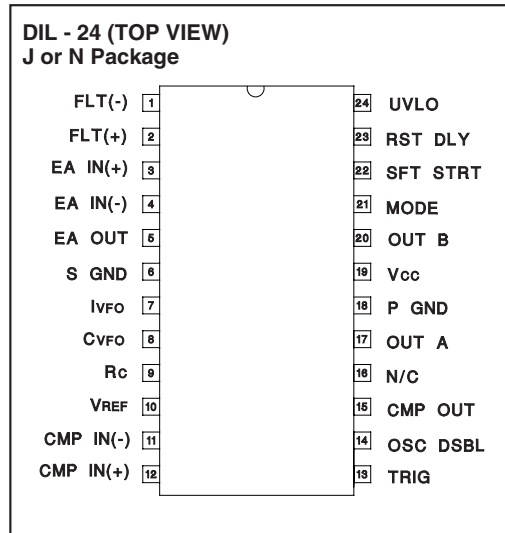 DIL - 24 (TOP VIEW)
J or N Package
FLT(-) 1
FLT(+) 2
EA IN(+) 3
EA IN(-) 4
EA OUT 5
S GND 6
IVFO 7
CVFO 8
RC 9
VREF 10
CMP IN(-) 11
CMP IN(+) 12
24 UVLO
23 RST DLY
22 SFT STRT
21 MODE
20 OUT B
19 Vcc
18 P GND
17 OUT A
16 N/C
15 CMP OUT
14 OSC DSBL
13 TRIG